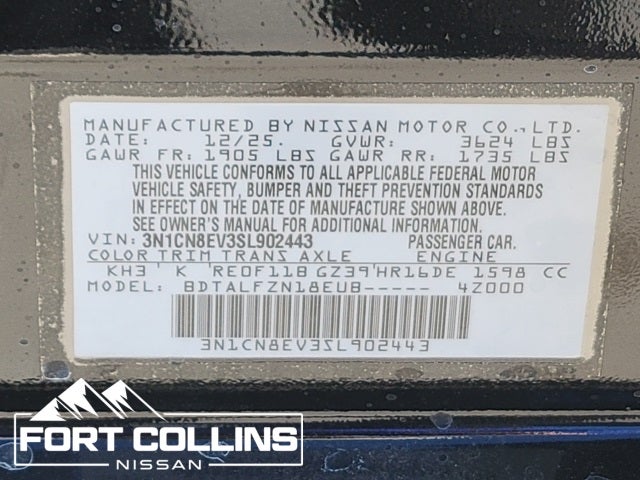 MANUFACTURED BY NISSAN MOTOR CO.,LTD.
DATE: 12/25. GVWR: 3624 LBS
GAWR FR: 1905 LBS GAWR RR: 1735 LBS
THIS VEHICLE CONFORMS TO ALL APPLICABLE FEDERAL MOTOR
VEHICLE SAFETY, BUMPER AND THEFT PREVENTION STANDARDS
IN EFFECT ON THE DATE OF MANUFACTURE SHOWN ABOVE.
SEE OWNER'S MANUAL FOR ADDITIONAL INFORMATION.
VIN: 3N1CN8EV3SL902443 PASSENGER CAR.
COLOR TRIM TRANS AXLE ENGINE
KH3' K 'RE0F11B GZ39'HR16DE 1598 CC
MODEL: BDTALFZN18EUB----- 4Z000
3N1CN8EV3SL902443
FORT COLLINS
NISSAN